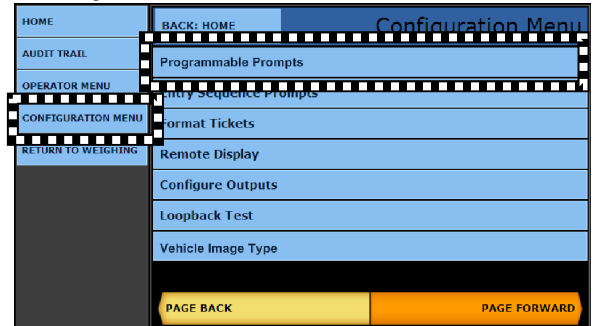 HOME
BACK: HOME
Configuration Menu
AUDIT TRAIL
Programmable Prompts
OPERATOR MENU
Entry Sequence Prompts
CONFIGURATION MENU
Format Tickets
RETURN TO WEIGHING
Remote Display
Configure Outputs
Loopback Test
Vehicle Image Type
PAGE BACK
PAGE FORWARD